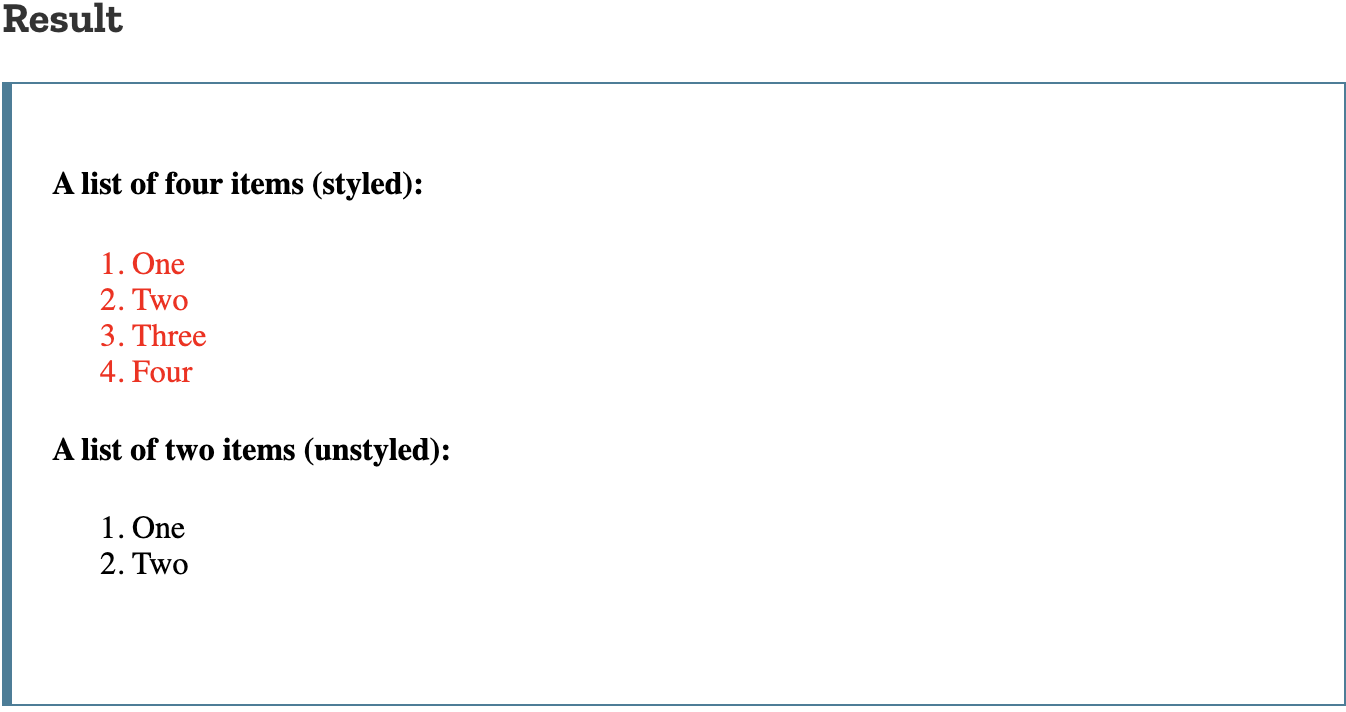 Result
A list of four items (styled):
1. One
2. Two
3. Three
4. Four
A list of two items (unstyled):
1. One
2. Two